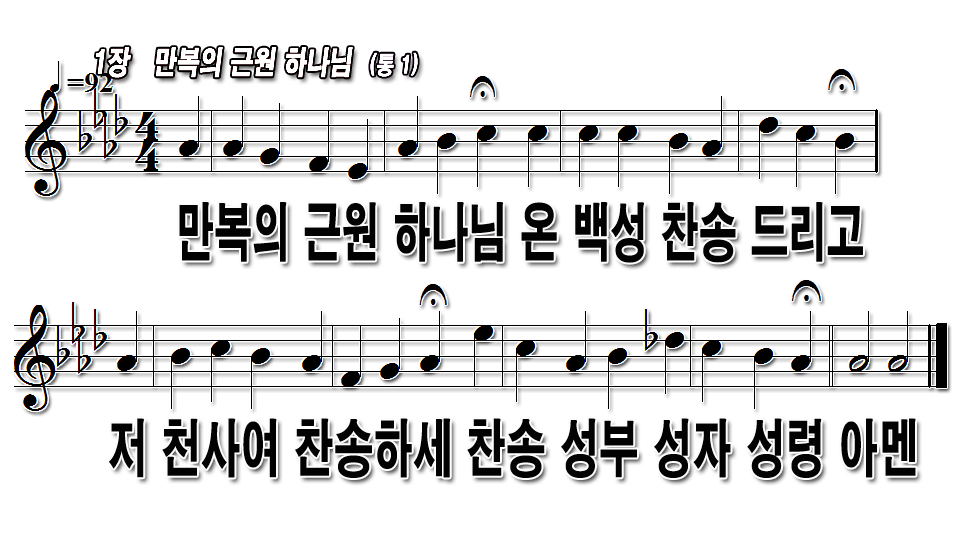 1장 만복의 근원 하나님 (통 1)
♩=92
4
4
만복의 근원 하나님 온 백성 찬송 드리고
저 천사여 찬송하세 찬송 성부 성자 성령 아멘